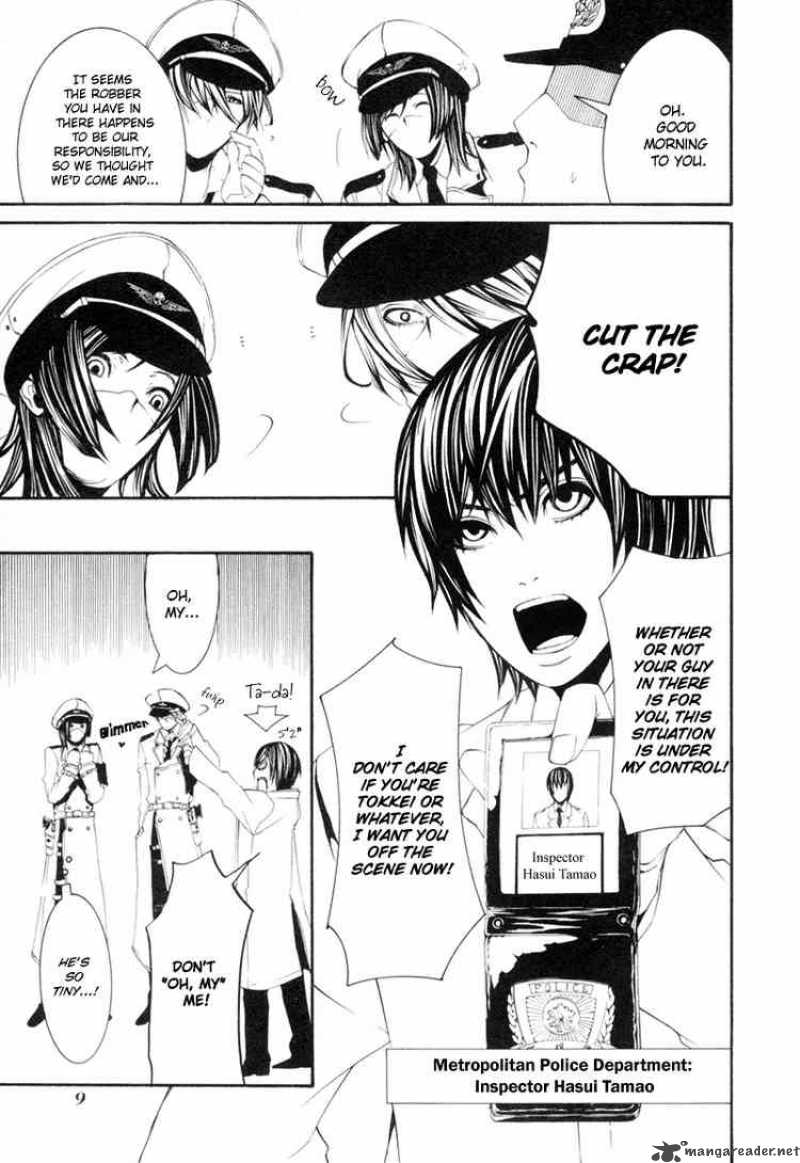 OH.
GOOD
MORNING
TO YOU.
bow
IT SEEMS
THE ROBBER
YOU HAVE IN
THERE HAPPENS
TO BE OUR
RESPONSIBILITY,
SO WE THOUGHT
WE'D COME AND...
CUT THE
CRAP!
WHETHER
OR NOT
YOUR GUY
IN THERE
IS FOR
YOU, THIS
SITUATION
IS UNDER
MY CONTROL!
I
DON'T CARE
IF YOU'RE
TOKKEI OR
WHATEVER,
I WANT YOU
OFF THE
SCENE NOW!
Inspector
Hasui Tamao
POLICE
Metropolitan Police Department:
Inspector Hasui Tamao
OH,
MY...
Ta-da!
5'2"
flip
glimmer
DON'T
"OH, MY"
ME!
HE'S
SO
TINY...!
9
mangareader.net